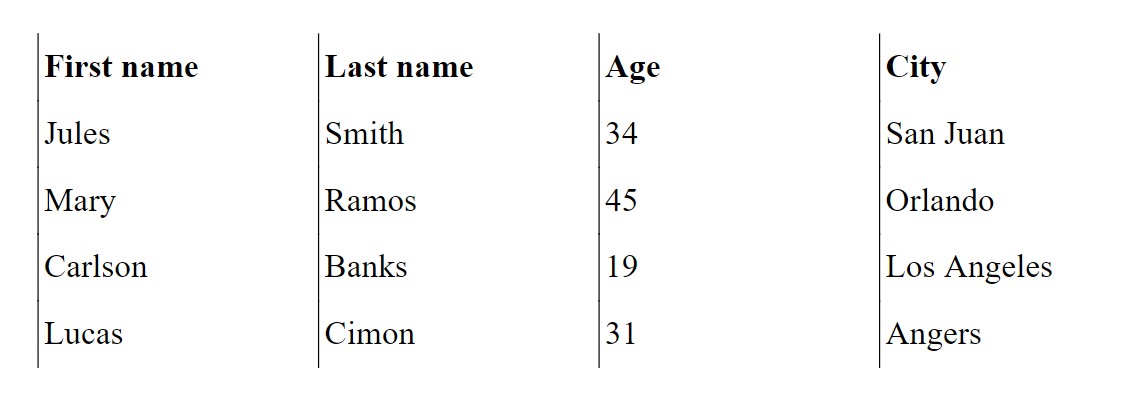 First name Last name Age City
Jules Smith 34 San Juan
Mary Ramos 45 Orlando
Carlson Banks 19 Los Angeles
Lucas Cimon 31 Angers